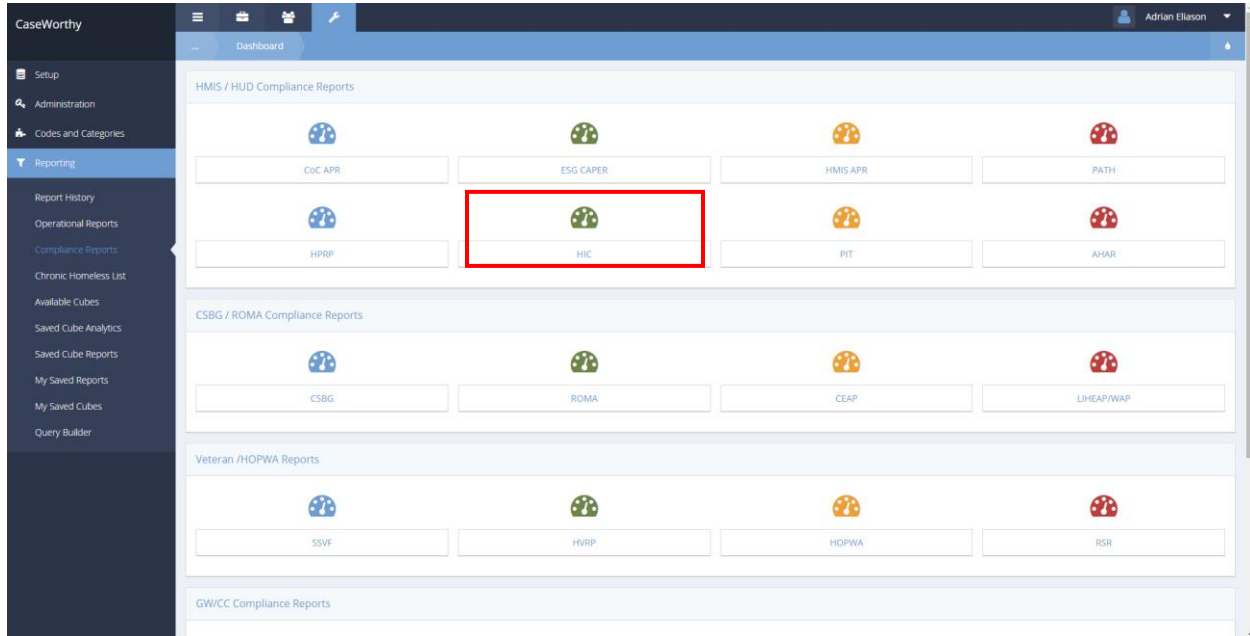 CaseWorthy
Adrian Eliason
... Dashboard
Setup
Administration
Codes and Categories
Reporting
Report History
Operational Reports
Compliance Reports
Chronic Homeless List
Available Cubes
Saved Cube Analytics
Saved Cube Reports
My Saved Reports
My Saved Cubes
Query Builder
HMIS / HUD Compliance Reports
CoC APR ESG CAPER HMIS APR PATH
HPRP HIC PIT AHAR
CSBG / ROMA Compliance Reports
CSBG ROMA CEAP LIHEAP/WAP
Veteran /HOPWA Reports
SSVF HVRP HOPWA RSR
GW/CC Compliance Reports